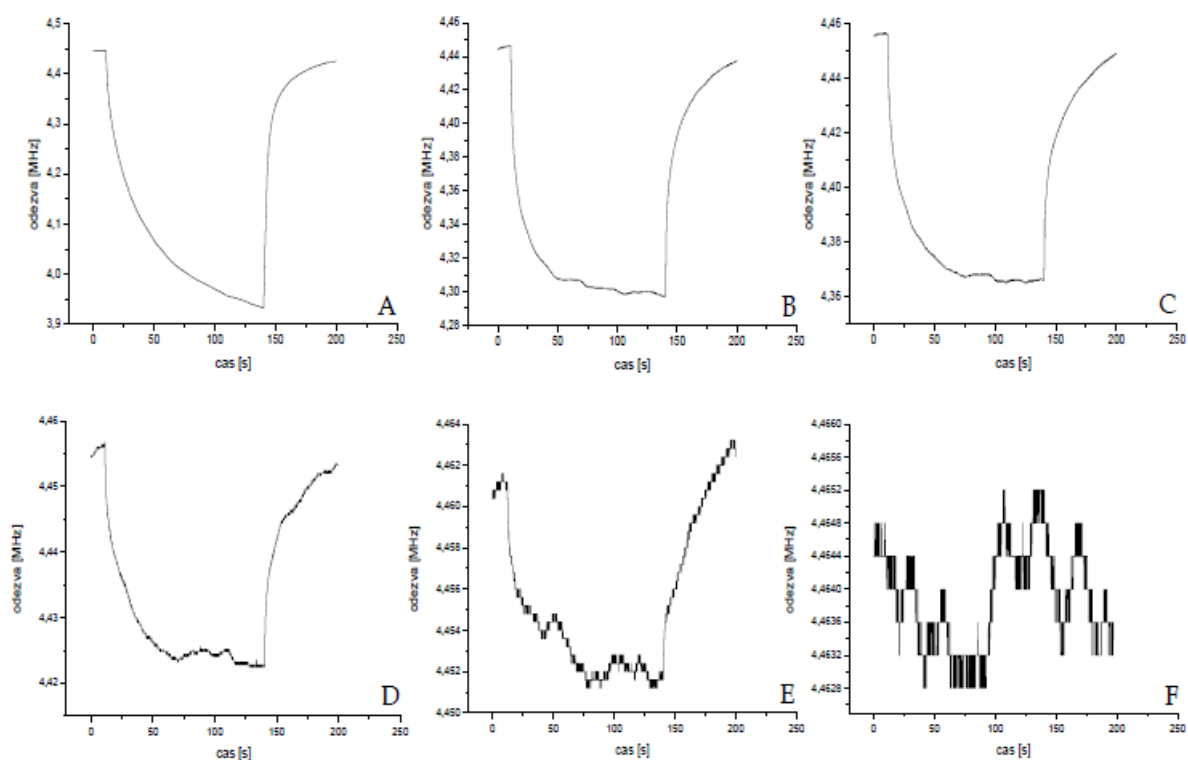 4,5
4,4
4,3
4,2
4,1
4,0
3,9
odezva [MHz]
0 50 100 150 200 250
cas [s]
A
4,46
4,44
4,42
4,40
4,38
4,36
4,34
4,32
4,30
4,28
odezva [MHz]
0 50 100 150 200 250
cas [s]
B
4,46
4,44
4,42
4,40
4,38
4,36
odezva [MHz]
0 50 100 150 200 250
cas [s]
C
4,46
4,45
4,44
4,43
4,42
odezva [MHz]
0 50 100 150 200 250
cas [s]
D
4,464
4,462
4,460
4,458
4,456
4,454
4,452
4,450
odezva [MHz]
0 50 100 150 200 250
cas [s]
E
4,4660
4,4656
4,4652
4,4648
4,4644
4,4640
4,4636
4,4632
4,4628
odezva [MHz]
0 50 100 150 200 250
cas [s]
F